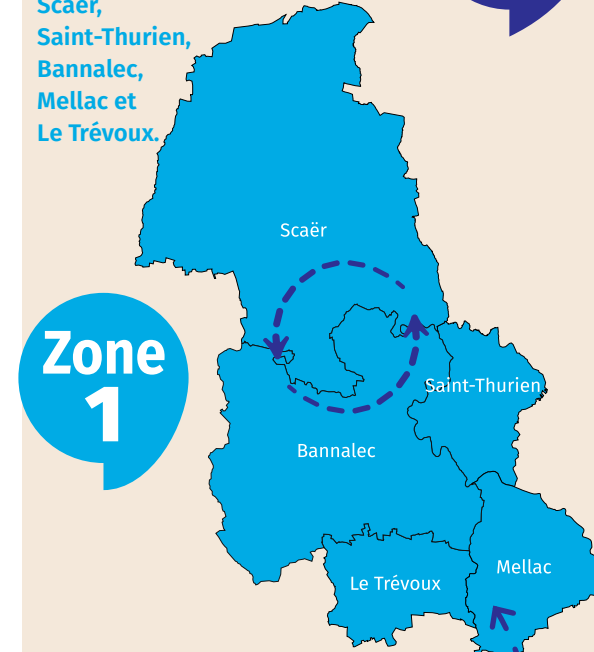 Scaër,
Saint-Thurien,
Bannalec,
Mellac et
Le Trévoux.
Scaër
Zone
1
Saint-Thurien
Bannalec
Mellac
Le Trévoux